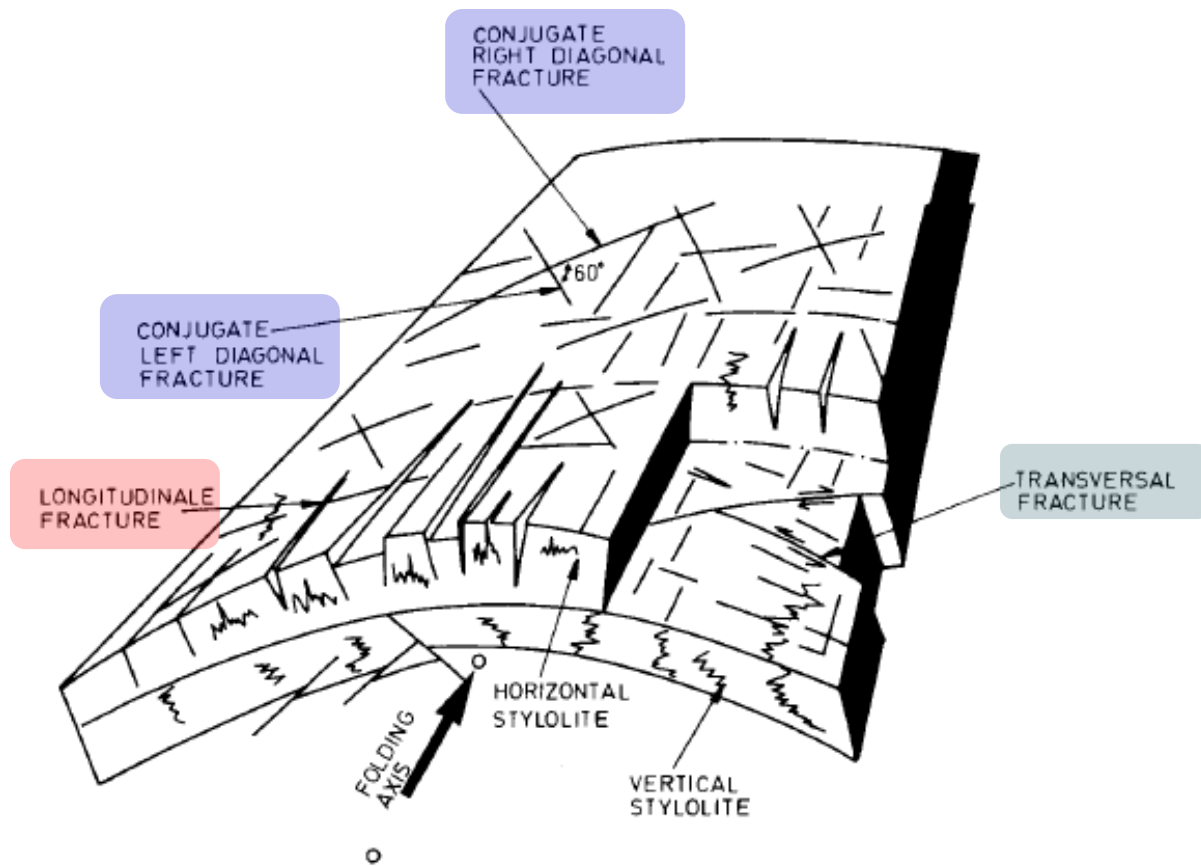 CONJUGATE
RIGHT DIAGONAL
FRACTURE
60°
CONJUGATE
LEFT DIAGONAL
FRACTURE
LONGITUDINALE
FRACTURE
TRANSVERSAL
FRACTURE
HORIZONTAL
STYLOLITE
FOLDING
AXIS
VERTICAL
STYLOLITE